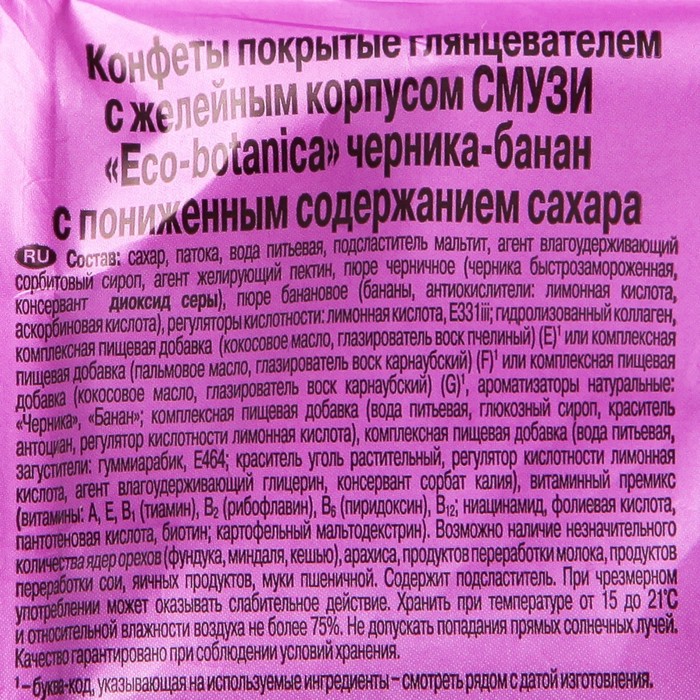 Конфеты покрытые глянцевателем
с желейным корпусом СМУЗИ
«Eco-botanica» черника-банан
с пониженным содержанием сахара
RU Состав: сахар, патока, вода питьевая, подсластитель мальтит, агент влагоудерживающий
сорбитовый сироп, агент желирующий пектин, пюре черничное (черника быстрозамороженная,
консервант диоксид серы), пюре банановое (бананы, антиокислители: лимонная кислота,
аскорбиновая кислота), регуляторы кислотности: лимонная кислота, Е331iii; гидролизованный коллаген,
комплексная пищевая добавка (кокосовое масло, глазирователь воск пчелиный) (E)¹ или комплексная
пищевая добавка (пальмовое масло, глазирователь воск карнаубский) (F)¹ или комплексная пищевая
добавка (кокосовое масло, глазирователь воск карнаубский) (G)¹, ароматизаторы натуральные:
«Черника», «Банан»; комплексная пищевая добавка (вода питьевая, глюкозный сироп, краситель
антоциан, регулятор кислотности лимонная кислота), комплексная пищевая добавка (вода питьевая,
загустители: гуммиарабик, Е464; краситель уголь растительный, регулятор кислотности лимонная
кислота, агент влагоудерживающий глицерин, консервант сорбат калия), витаминный премикс
(витамины: А, Е, В₁ (тиамин), В₂ (рибофлавин), В₆ (пиридоксин), В₁₂; ниацинамид, фолиевая кислота,
пантотеновая кислота, биотин; картофельный мальтодекстрин). Возможно наличие незначительного
количества ядер орехов (фундука, миндаля, кешью), арахиса, продуктов переработки молока, продуктов
переработки сои, яичных продуктов, муки пшеничной. Содержит подсластитель. При чрезмерном
употреблении может оказывать слабительное действие. Хранить при температуре от 15 до 21°С
и относительной влажности воздуха не более 75%. Не допускать попадания прямых солнечных лучей.
Качество гарантировано при соблюдении условий хранения.
¹ – буква-код, указывающая на используемые ингредиенты – смотреть рядом с датой изготовления.